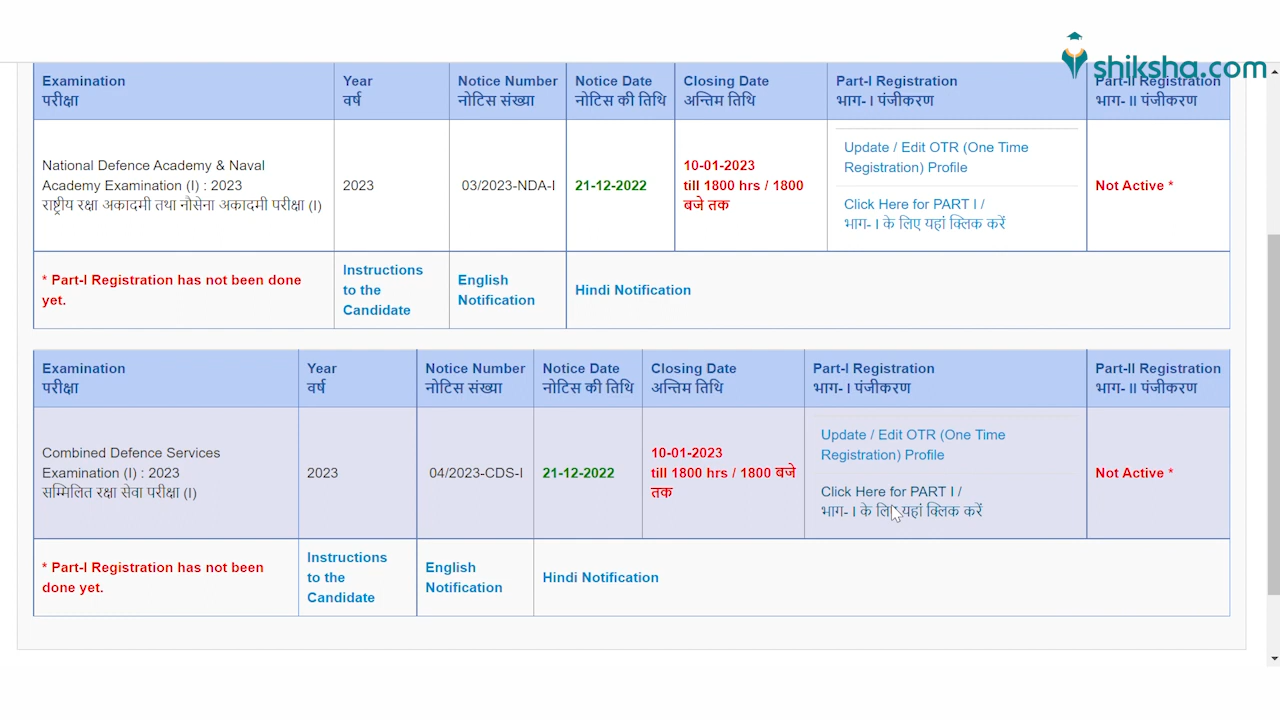 shiksha.com
Examination
परीक्षा
Year
वर्ष
Notice Number
नोटिस संख्या
Notice Date
नोटिस की तिथि
Closing Date
अन्तिम तिथि
Part-I Registration
भाग- I पंजीकरण
Part-II Registration
भाग- II पंजीकरण
National Defence Academy & Naval
Academy Examination (I) : 2023
राष्ट्रीय रक्षा अकादमी तथा नौसेना अकादमी परीक्षा (I)
2023
03/2023-NDA-I
21-12-2022
10-01-2023
till 1800 hrs / 1800
बजे तक
Update / Edit OTR (One Time
Registration) Profile
Click Here for PART I /
भाग- I के लिए यहां क्लिक करें
Not Active *
* Part-I Registration has not been done
yet.
Instructions
to the
Candidate
English
Notification
Hindi Notification
Examination
परीक्षा
Year
वर्ष
Notice Number
नोटिस संख्या
Notice Date
नोटिस की तिथि
Closing Date
अन्तिम तिथि
Part-I Registration
भाग- I पंजीकरण
Part-II Registration
भाग- II पंजीकरण
Combined Defence Services
Examination (I) : 2023
सम्मिलित रक्षा सेवा परीक्षा (I)
2023
04/2023-CDS-I
21-12-2022
10-01-2023
till 1800 hrs / 1800 बजे
तक
Update / Edit OTR (One Time
Registration) Profile
Click Here for PART I /
भाग- I के लिए यहां क्लिक करें
Not Active *
* Part-I Registration has not been
done yet.
Instructions
to the
Candidate
English
Notification
Hindi Notification